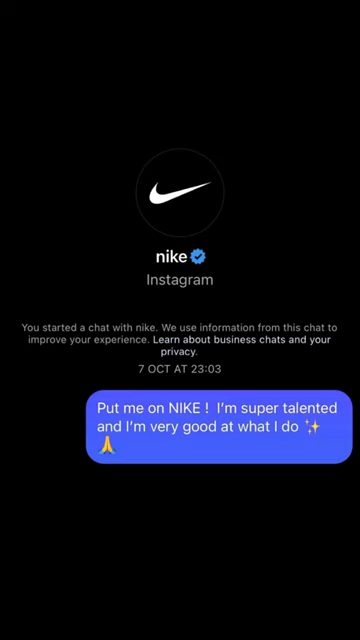 nike
Instagram
You started a chat with nike. We use information from this chat to
improve your experience. Learn about business chats and your
privacy.
7 OCT AT 23:03
Put me on NIKE !  I’m super talented
and I’m very good at what I do ✨
🙏